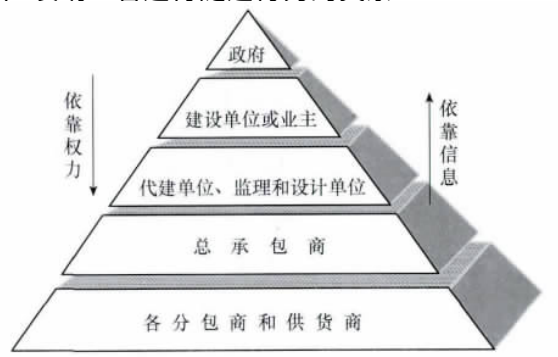 政府
建设单位或业主
代建单位、监理和设计单位
总承包商
各分包商和供货商
依靠权力
依靠信息